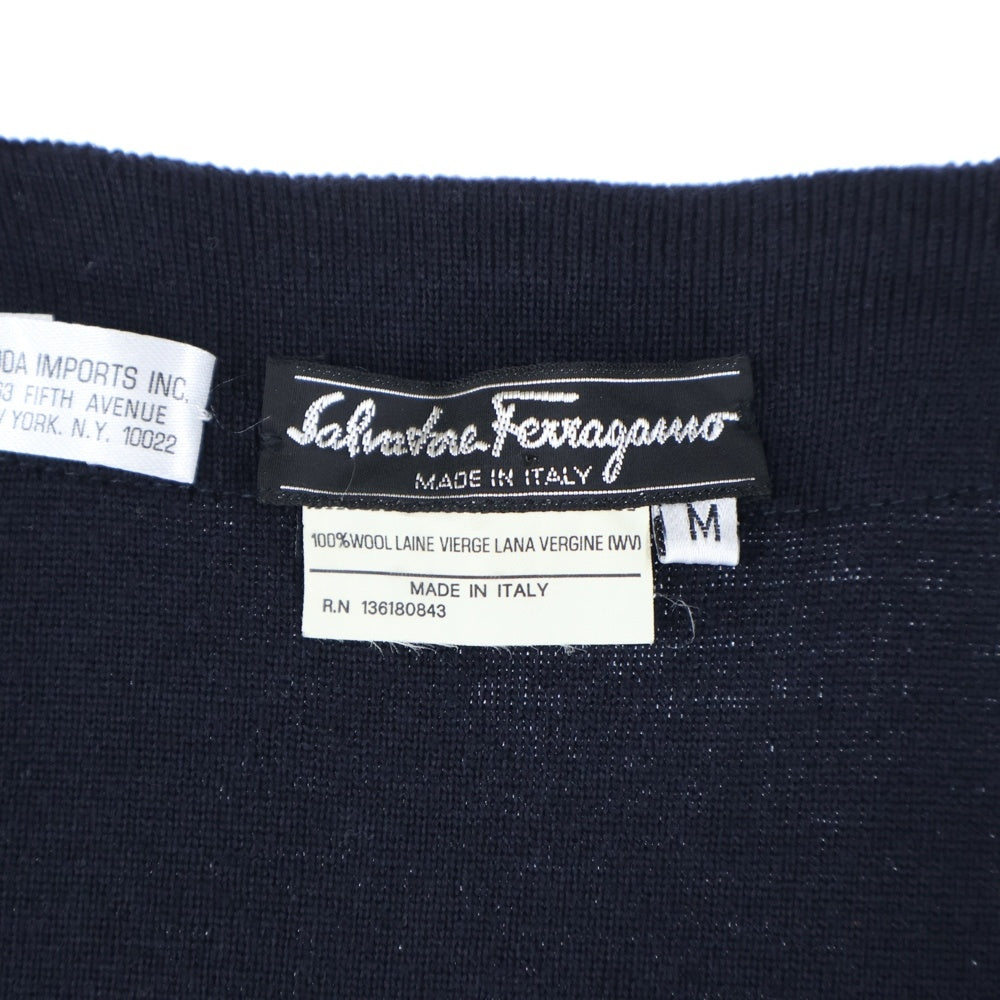 IMPORTS INC.
FIFTH AVENUE
YORK. N.Y. 10022
Salvatore Ferragamo
MADE IN ITALY
M
100%WOOL LAINE VIERGE LANA VERGINE (WV)
MADE IN ITALY
R.N 136180843